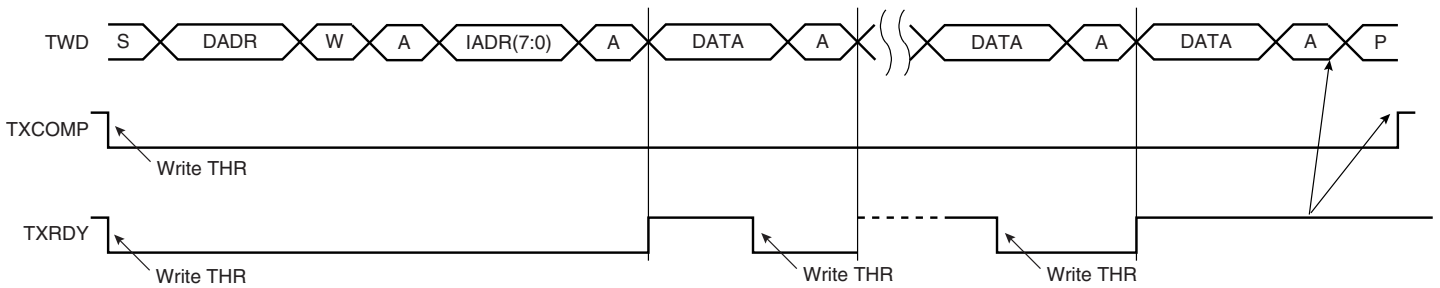 TWD S DADR W A IADR(7:0) A DATA A DATA A DATA A P
TXCOMP
Write THR
TXRDY
Write THR Write THR Write THR